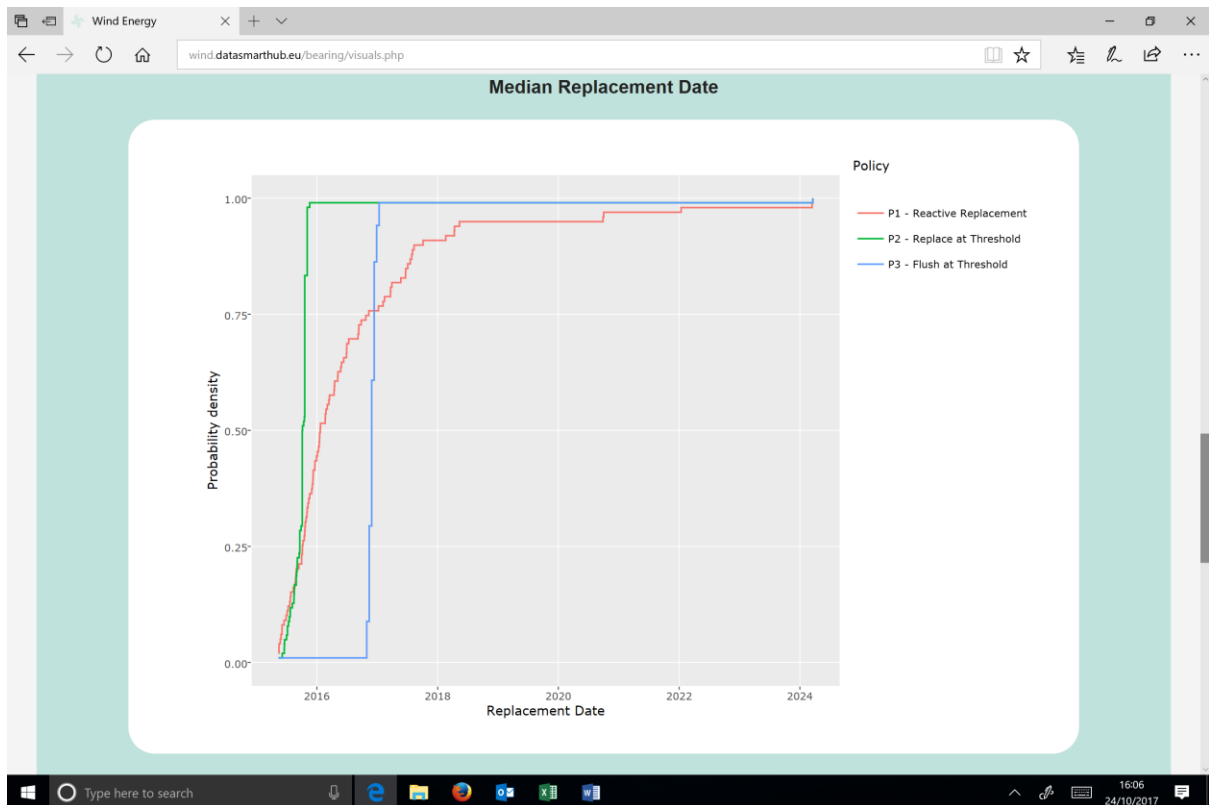 Wind Energy
wind.datasmarthub.eu/bearing/visuals.php
Median Replacement Date
Policy
P1 - Reactive Replacement
P2 - Replace at Threshold
P3 - Flush at Threshold
1.00
0.75
0.50
0.25
0.00
Probability density
2016 2018 2020 2022 2024
Replacement Date
Type here to search
16:06
24/10/2017